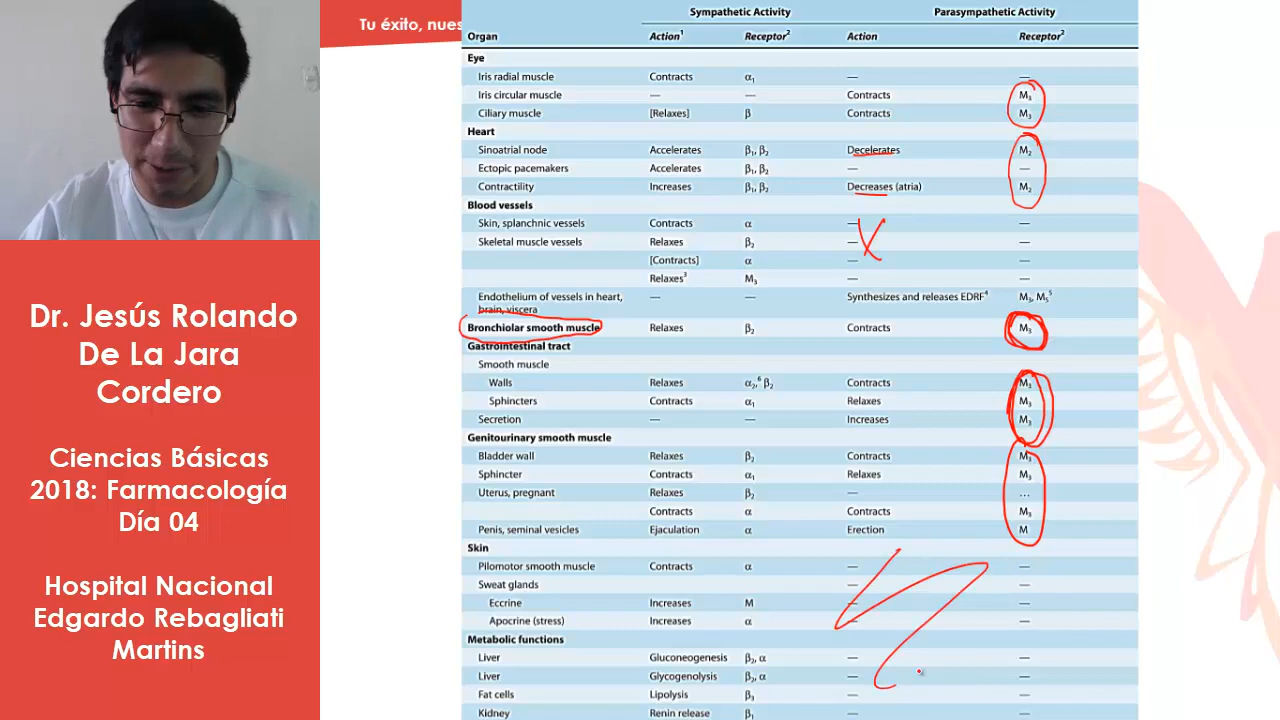 Tu éxito, nues
Dr. Jesús Rolando
De La Jara
Cordero
Ciencias Básicas
2018: Farmacología
Día 04
Hospital Nacional
Edgardo Rebagliati
Martins
Sympathetic Activity Parasympathetic Activity
Organ Action¹ Receptor² Action Receptor²
Eye
Iris radial muscle Contracts α₁ — —
Iris circular muscle — — Contracts M₃
Ciliary muscle [Relaxes] β Contracts M₃
Heart
Sinoatrial node Accelerates β₁, β₂ Decelerates M₂
Ectopic pacemakers Accelerates β₁, β₂ — —
Contractility Increases β₁, β₂ Decreases (atria) M₂
Blood vessels
Skin, splanchnic vessels Contracts α — —
Skeletal muscle vessels Relaxes β₂ — —
[Contracts] α — —
Relaxes³ M₃ — —
Endothelium of vessels in heart, — — Synthesizes and releases EDRF⁴ M₃, M₅⁵
brain, viscera
Bronchiolar smooth muscle Relaxes β₂ Contracts M₃
Gastrointestinal tract
Smooth muscle
Walls Relaxes α₂,⁶ β₂ Contracts M₃
Sphincters Contracts α₁ Relaxes M₃
Secretion — — Increases M₃
Genitourinary smooth muscle
Bladder wall Relaxes β₂ Contracts M₃
Sphincter Contracts α₁ Relaxes M₃
Uterus, pregnant Relaxes β₂ — …
Contracts α Contracts M₃
Penis, seminal vesicles Ejaculation α Erection M
Skin
Pilomotor smooth muscle Contracts α — —
Sweat glands — —
Eccrine Increases M — —
Apocrine (stress) Increases α — —
Metabolic functions
Liver Gluconeogenesis β₂, α — —
Liver Glycogenolysis β₂, α — —
Fat cells Lipolysis β₃ — —
Kidney Renin release β₁ — —